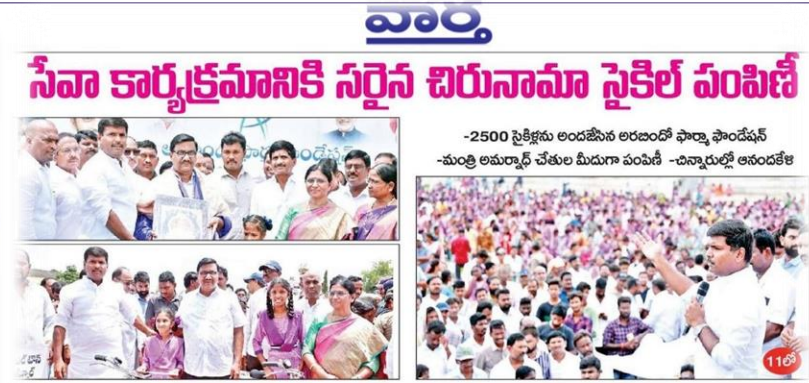 వార్త
సేవా కార్యక్రమానికి సరైన చిరునామా సైకిల్ పంపిణీ
-2500 సైకిళ్లను అందజేసిన అరబిందో ఫార్మా ఫౌండేషన్
-మంత్రి అమర్నాధ్ చేతుల మీదుగా పంపిణీ -చిన్నారుల్లో ఆనందకేళి
11లో